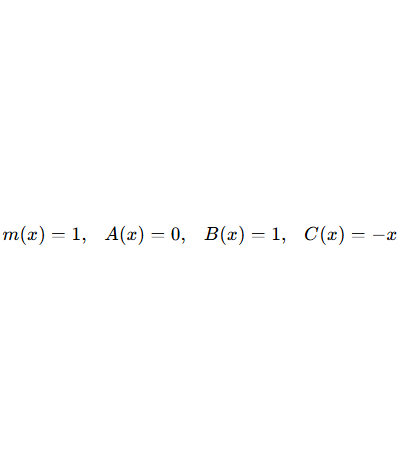 m(x) = 1, A(x) = 0, B(x) = 1, C(x) = −x